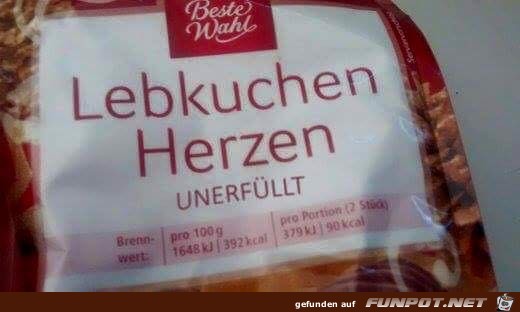 Beste
Wahl
Lebkuchen
Herzen
UNERFÜLLT
Brenn-
wert:
pro 100g
1648 kJ | 392 kcal
pro Portion (2 Stück)
379 kJ | 90 kcal
gefunden auf FUNPOT.NET